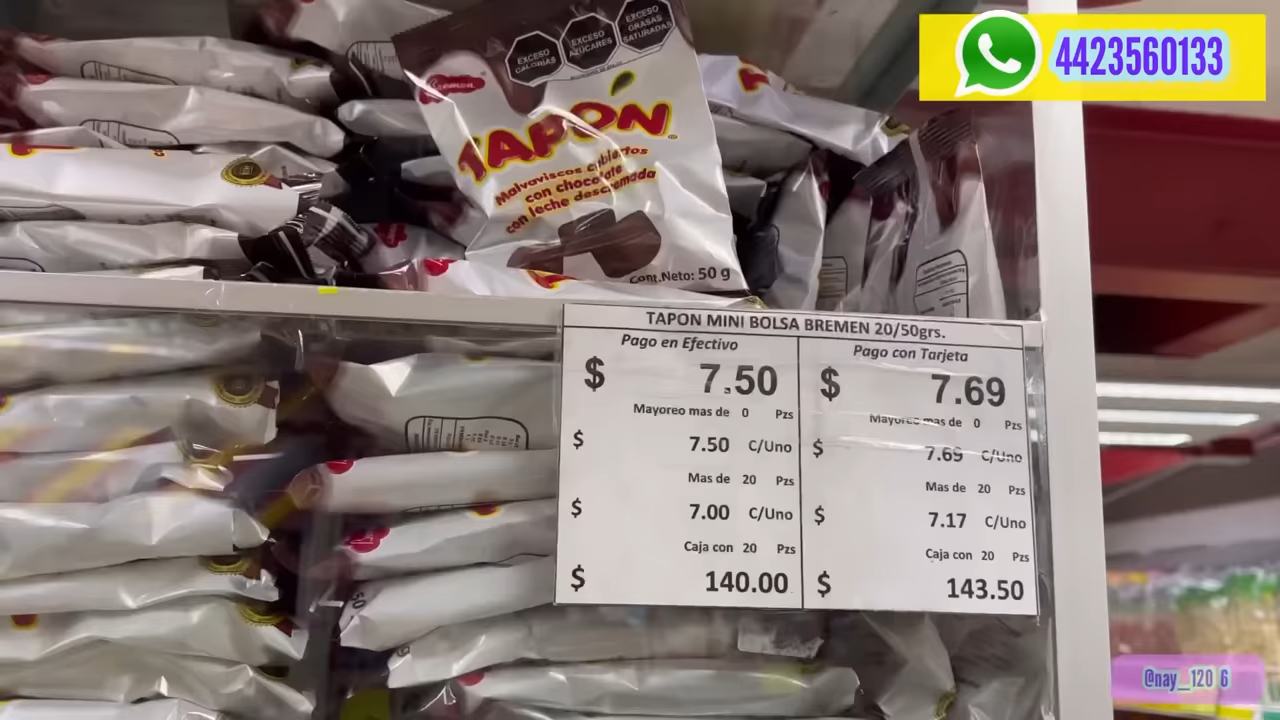 4423560133
EXCESO CALORÍAS
EXCESO AZÚCARES
EXCESO GRASAS SATURADAS
TAPON
Malvaviscos cubiertos
con chocolate
con leche descremada
Cont.Neto: 50 g
TAPON MINI BOLSA BREMEN 20/50grs.
Pago en Efectivo
$ 7.50
Mayoreo mas de 0 Pzs
$ 7.50 C/Uno
Mas de 20 Pzs
$ 7.00 C/Uno
Caja con 20 Pzs
$ 140.00
Pago con Tarjeta
$ 7.69
Mayoreo mas de 0 Pzs
$ 7.69 C/Uno
Mas de 20 Pzs
$ 7.17 C/Uno
Caja con 20 Pzs
$ 143.50
@nay_120 6